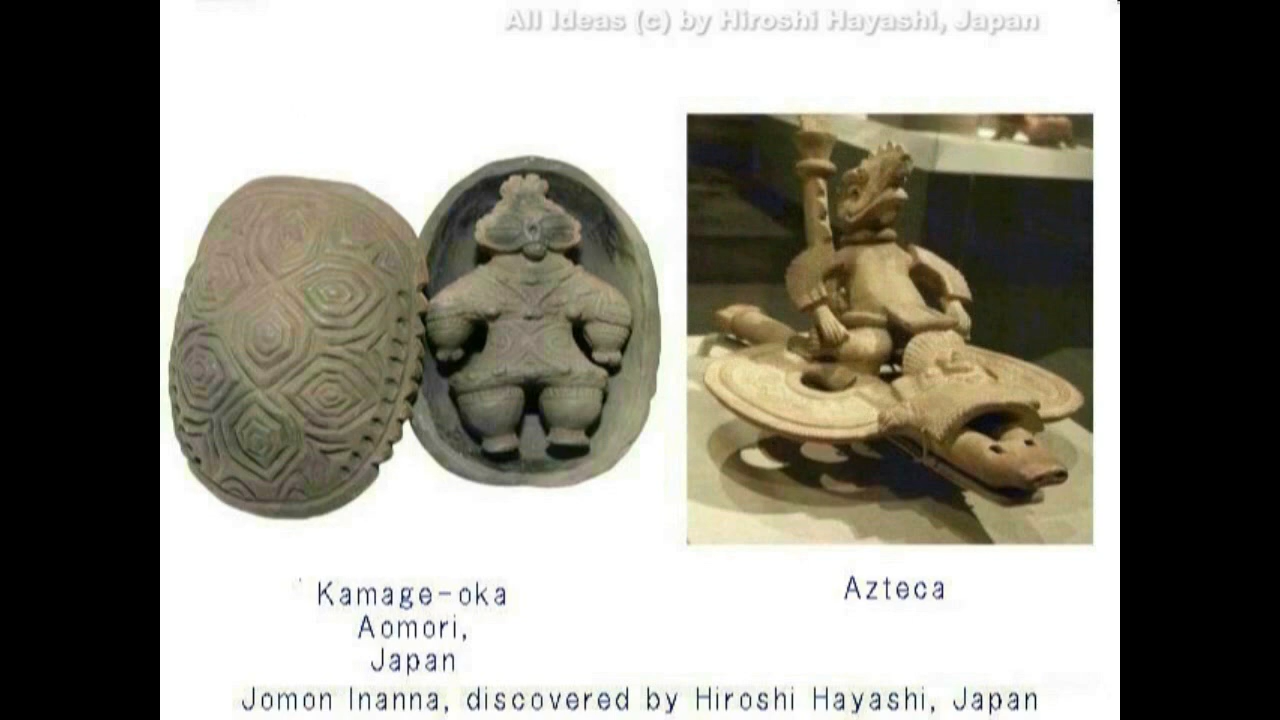 All Ideas (c) by Hiroshi Hayashi, Japan
Kamage-oka
Aomori,
Japan
Azteca
Jomon Inanna, discovered by Hiroshi Hayashi, Japan